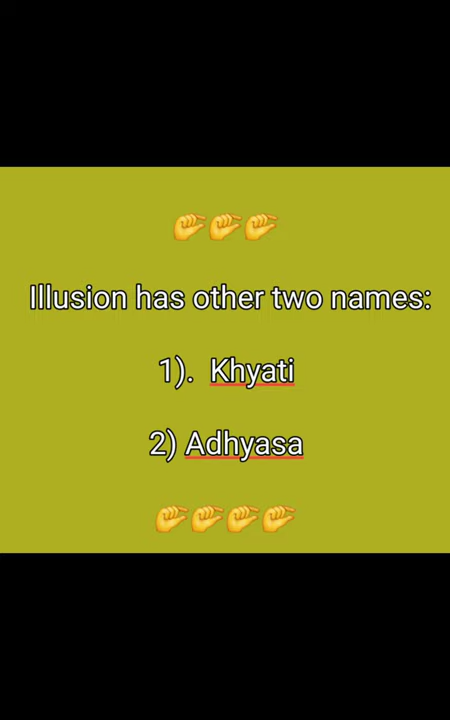 🤏🤏🤏
Illusion has other two names:
1). Khyati
2) Adhyasa
🤏🤏🤏🤏